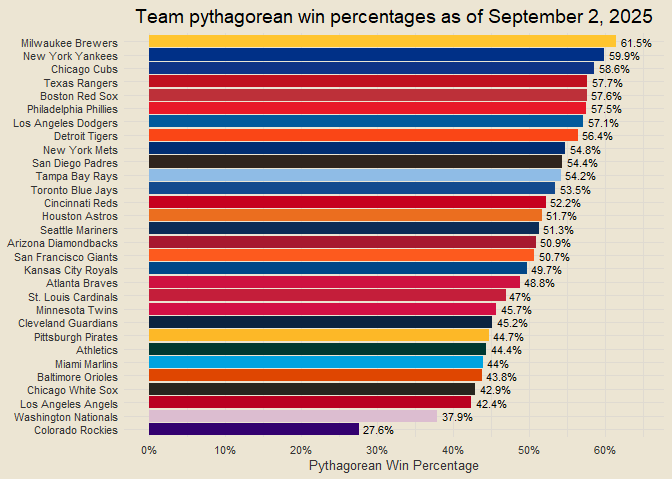 Team pythagorean win percentages as of September 2, 2025
Milwaukee Brewers 61.5%
New York Yankees 59.9%
Chicago Cubs 58.6%
Texas Rangers 57.7%
Boston Red Sox 57.6%
Philadelphia Phillies 57.5%
Los Angeles Dodgers 57.1%
Detroit Tigers 56.4%
New York Mets 54.8%
San Diego Padres 54.4%
Tampa Bay Rays 54.2%
Toronto Blue Jays 53.5%
Cincinnati Reds 52.2%
Houston Astros 51.7%
Seattle Mariners 51.3%
Arizona Diamondbacks 50.9%
San Francisco Giants 50.7%
Kansas City Royals 49.7%
Atlanta Braves 48.8%
St. Louis Cardinals 47%
Minnesota Twins 45.7%
Cleveland Guardians 45.2%
Pittsburgh Pirates 44.7%
Athletics 44.4%
Miami Marlins 44%
Baltimore Orioles 43.8%
Chicago White Sox 42.9%
Los Angeles Angels 42.4%
Washington Nationals 37.9%
Colorado Rockies 27.6%
0% 10% 20% 30% 40% 50% 60%
Pythagorean Win Percentage